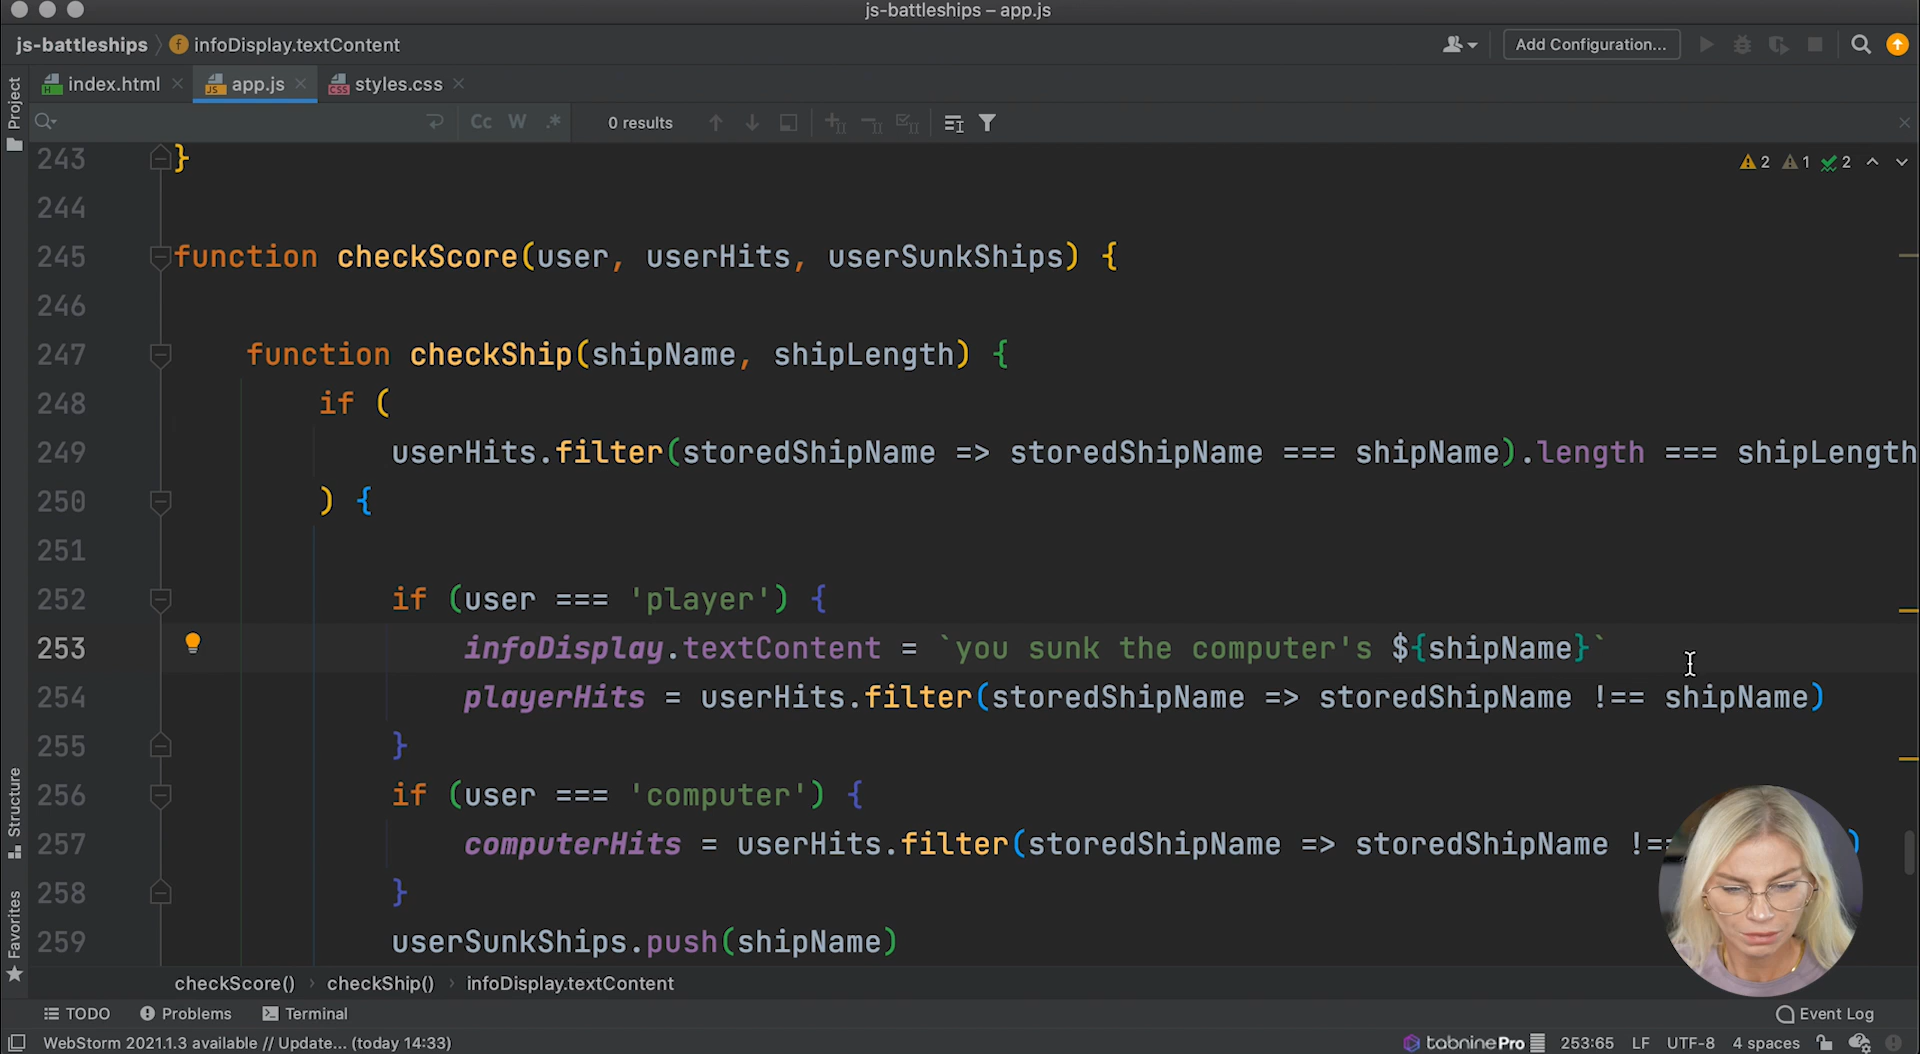 js-battleships – app.js
js-battleships infoDisplay.textContent
Add Configuration...
index.html app.js styles.css
Project
Cc W .* 0 results
2 1 2
243 }
244
245 function checkScore(user, userHits, userSunkShips) {
246
247 function checkShip(shipName, shipLength) {
248 if (
249 userHits.filter(storedShipName => storedShipName === shipName).length === shipLength
250 ) {
251
252 if (user === 'player') {
253 infoDisplay.textContent = `you sunk the computer's ${shipName}`
254 playerHits = userHits.filter(storedShipName => storedShipName !== shipName)
255 }
256 if (user === 'computer') {
257 computerHits = userHits.filter(storedShipName => storedShipName !== )
258 }
259 userSunkShips.push(shipName)
Structure
Favorites
checkScore() checkShip() infoDisplay.textContent
TODO Problems Terminal Event Log
WebStorm 2021.1.3 available // Update... (today 14:33) tabnine Pro 253:65 LF UTF-8 4 spaces